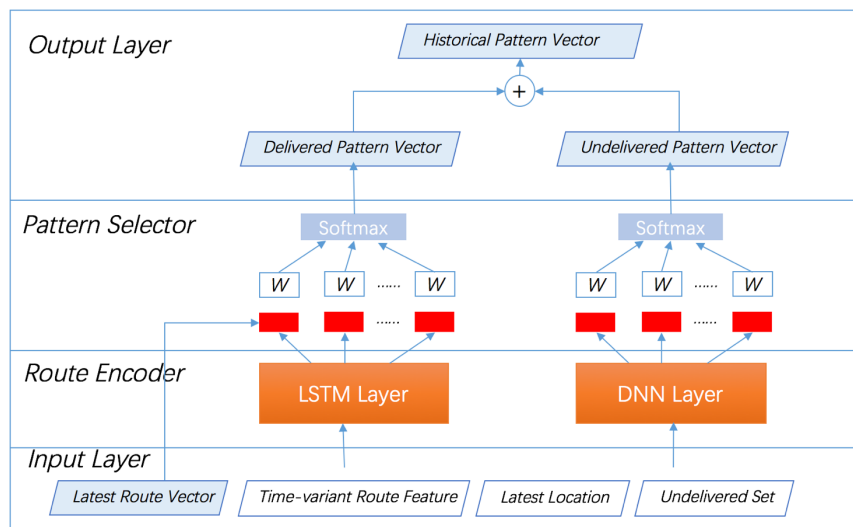 Output Layer
Historical Pattern Vector
+
Delivered Pattern Vector
Undelivered Pattern Vector
Pattern Selector
Softmax
Softmax
W
W
......
W
W
W
......
W
......
......
Route Encoder
LSTM Layer
DNN Layer
Input Layer
Latest Route Vector
Time-variant Route Feature
Latest Location
Undelivered Set